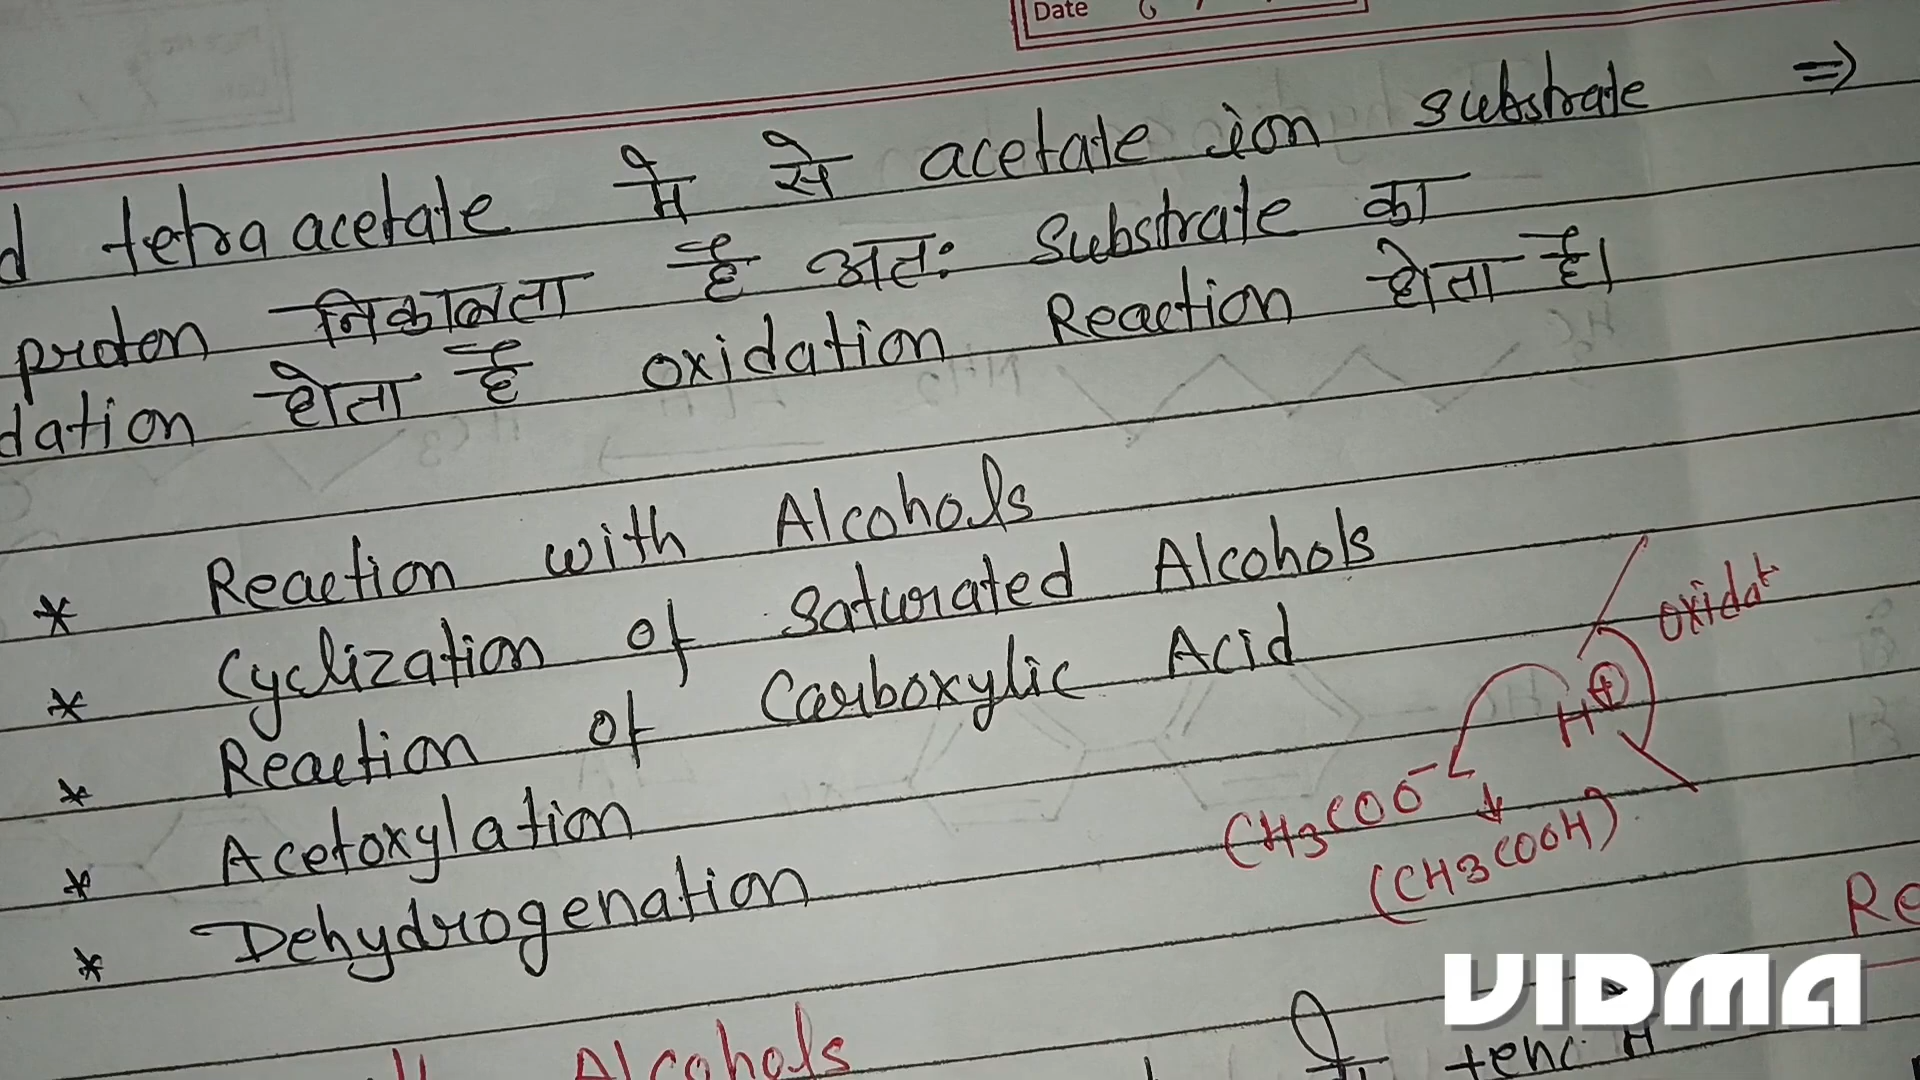 Date
d tetra acetate में से acetate ion substrate ⇒
proton निकालता है अतः Substrate का
dation होता है oxidation Reaction होता है।
* Reaction with Alcohols
* Cyclization of Saturated Alcohols
* Reaction of Carboxylic Acid
* Acetoxylation
* Dehydrogenation
oxidat
H⊕
CH3COO⁻
(CH3COOH)
Re
Alcohols
VIDMA